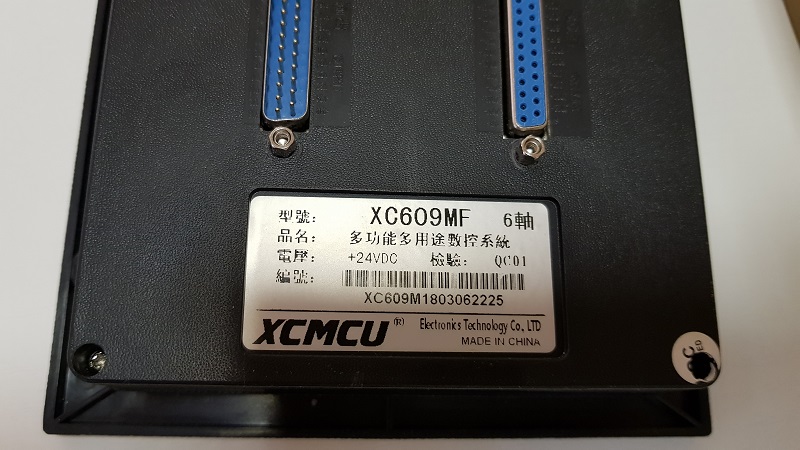 型號: XC609MF 6軸
品名: 多功能多用途數控系統
電壓: +24VDC 檢驗: QC01
編號:
XC609M1803062225
XCMCU (R) Electronics Technology Co., LTD
MADE IN CHINA